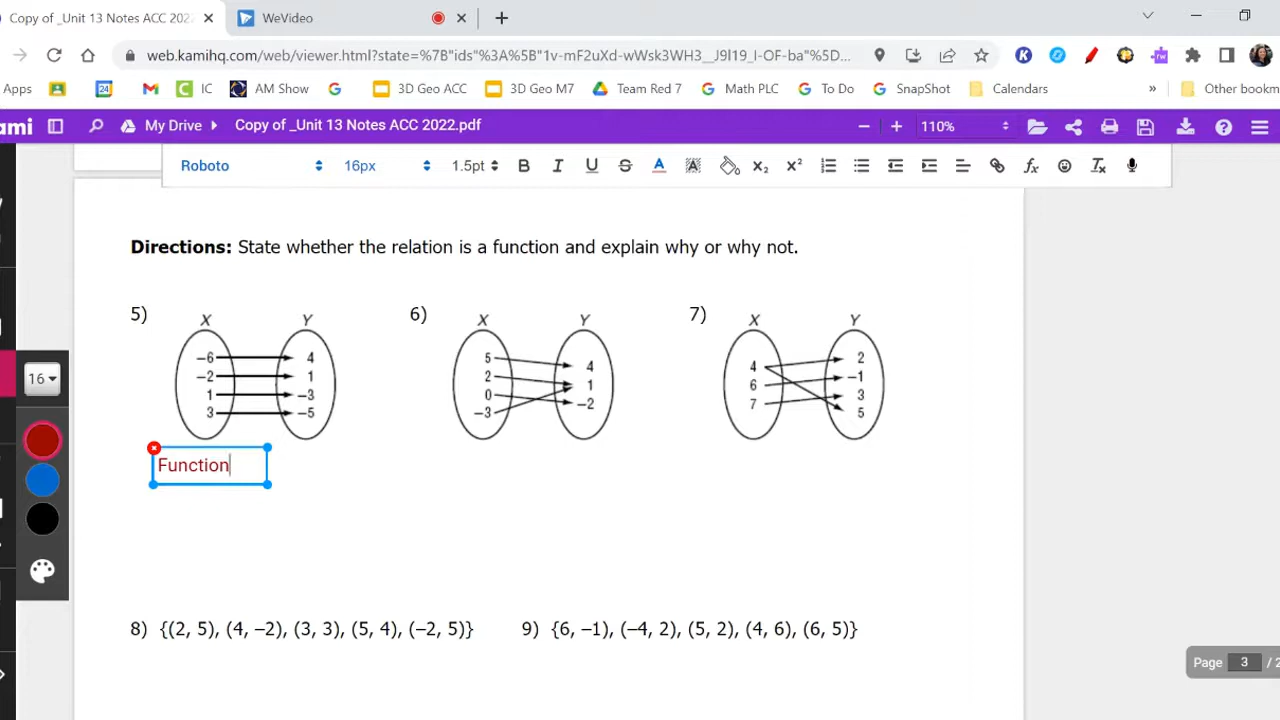 Copy of _Unit 13 Notes ACC 202
WeVideo
web.kamihq.com/web/viewer.html?state=%7B"ids"%3A%5B"1v-mF2uXd-wWsk3WH3__J9I19_I-OF-ba"%5D...
Apps
24
IC
AM Show
3D Geo ACC
3D Geo M7
Team Red 7
Math PLC
To Do
SnapShot
Calendars
»
Other bookm
ami
My Drive
Copy of _Unit 13 Notes ACC 2022.pdf
110%
Roboto
16px
1.5pt
B I U S A A X₂ X²
Directions: State whether the relation is a function and explain why or why not.
5)
X Y
−6 4
−2 1
1 −3
3 −5
6)
X Y
5 4
2 1
0 −2
−3
7)
X Y
4 2
6 −1
7 3
5
16
Function
8) {(2, 5), (4, −2), (3, 3), (5, 4), (−2, 5)}
9) {6, −1), (−4, 2), (5, 2), (4, 6), (6, 5)}
Page 3 / 2